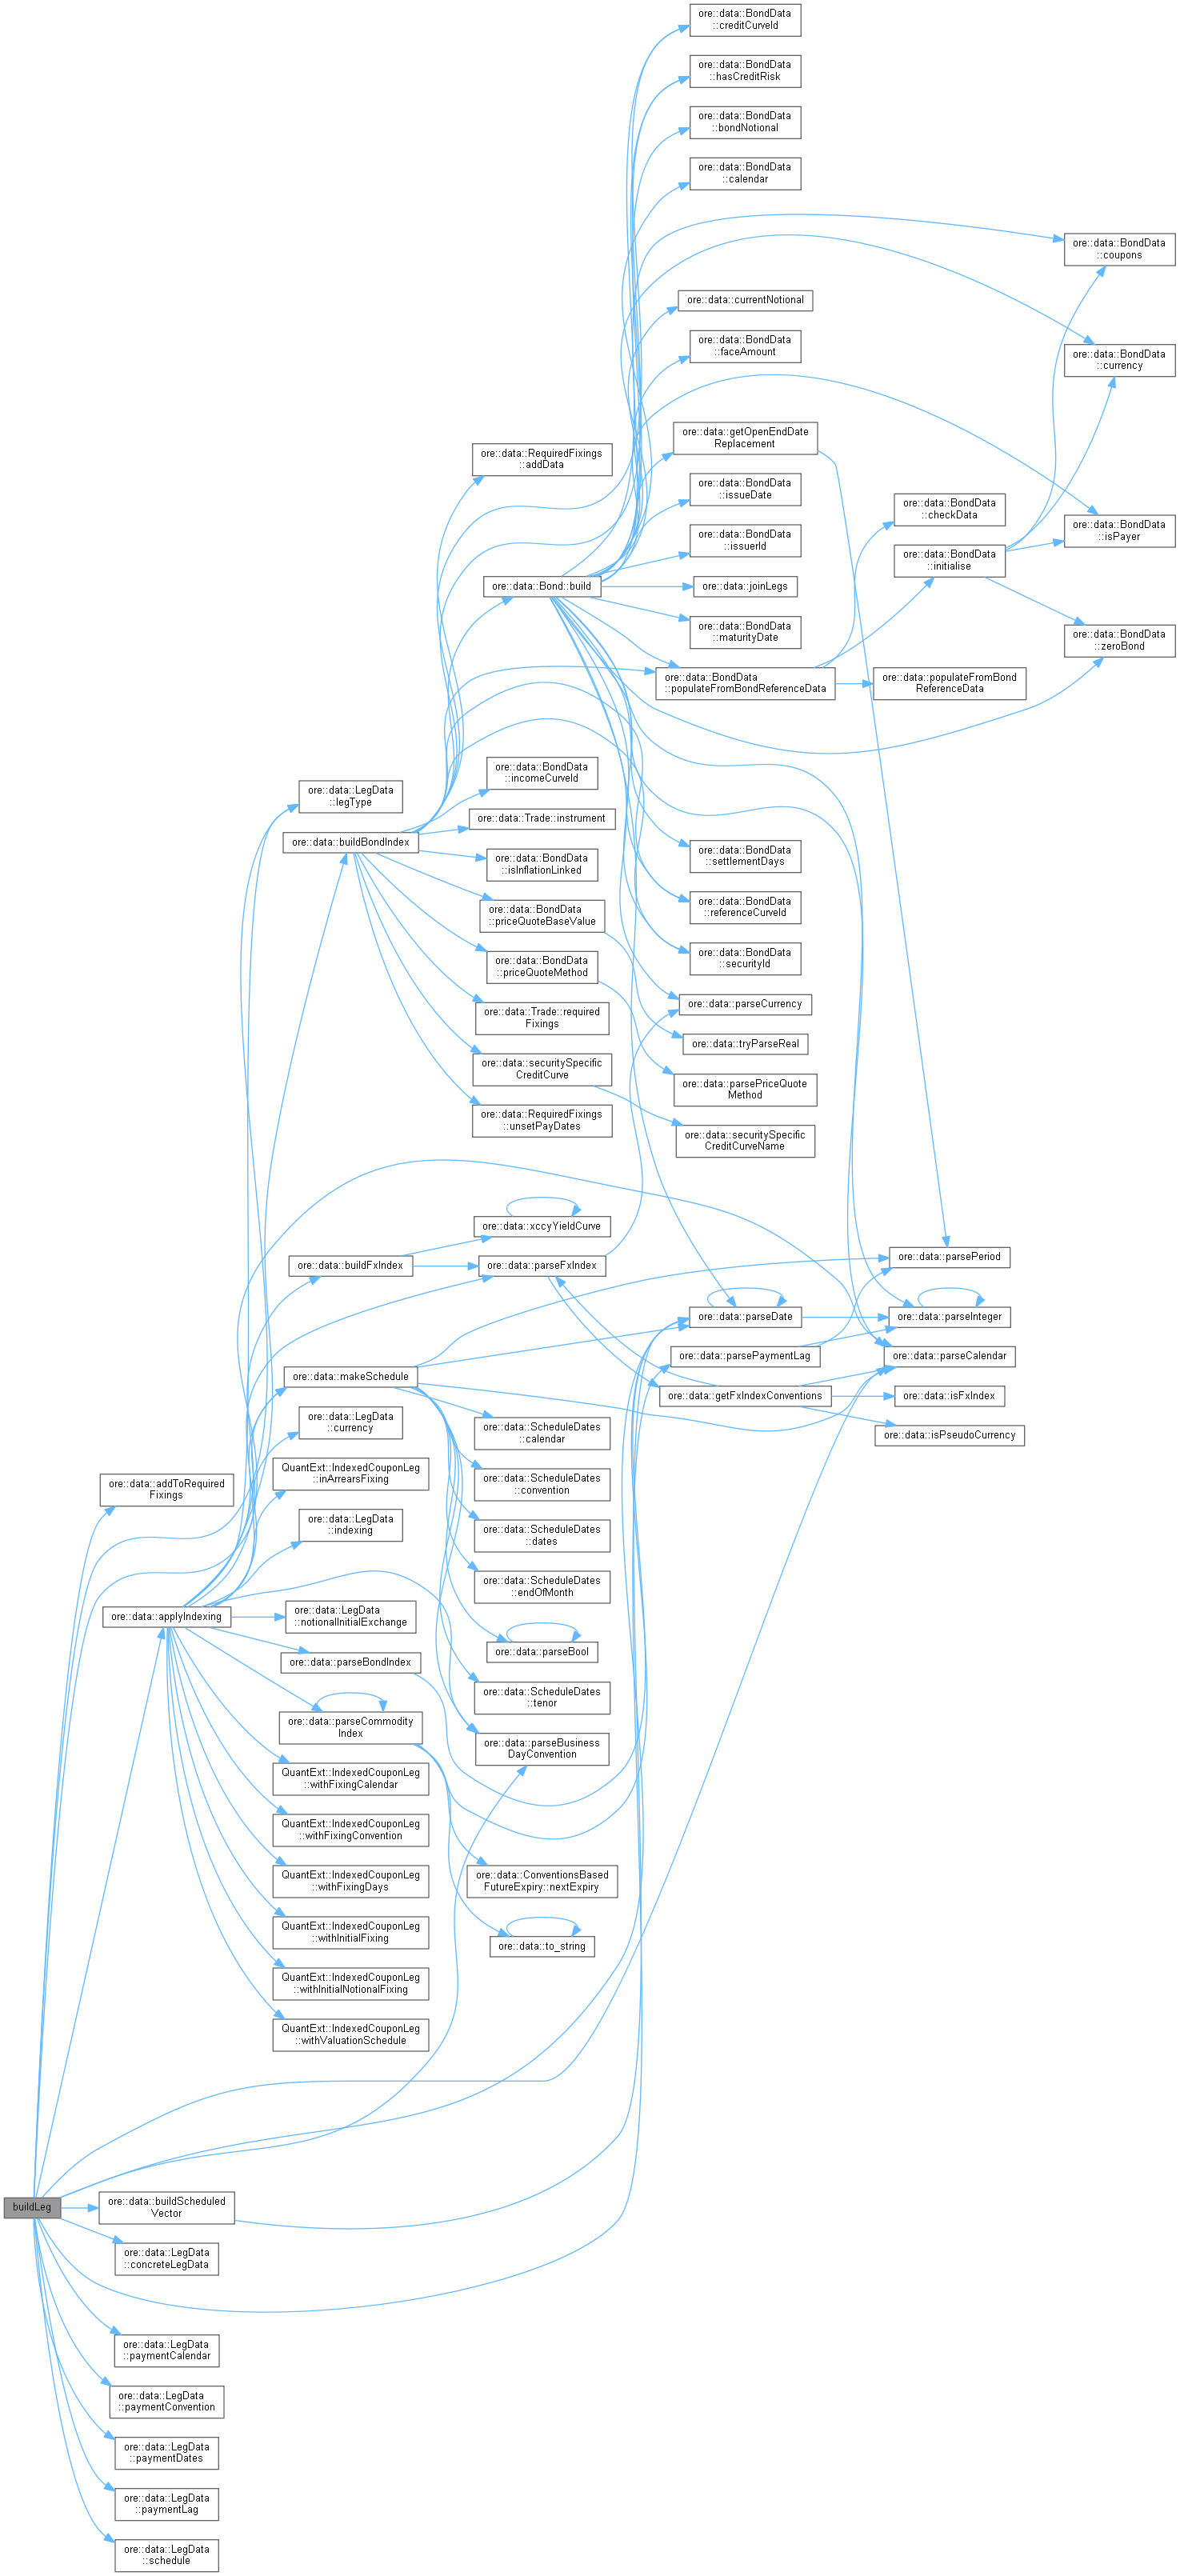 ore::data::BondData
::creditCurveId
ore::data::BondData
::hasCreditRisk
ore::data::BondData
::bondNotional
ore::data::BondData
::calendar
ore::data::BondData
::coupons
ore::data::currentNotional
ore::data::BondData
::faceAmount
ore::data::BondData
::currency
ore::data::getOpenEndDate
Replacement
ore::data::RequiredFixings
::addData
ore::data::BondData
::issueDate
ore::data::BondData
::checkData
ore::data::BondData
::isPayer
ore::data::BondData
::issuerId
ore::data::BondData
::initialise
ore::data::Bond::build
ore::data::joinLegs
ore::data::BondData
::maturityDate
ore::data::BondData
::zeroBond
ore::data::BondData
::populateFromBondReferenceData
ore::data::populateFromBond
ReferenceData
ore::data::BondData
::incomeCurveId
ore::data::LegData
::legType
ore::data::Trade::instrument
ore::data::buildBondIndex
ore::data::BondData
::isInflationLinked
ore::data::BondData
::settlementDays
ore::data::BondData
::priceQuoteBaseValue
ore::data::BondData
::referenceCurveId
ore::data::BondData
::priceQuoteMethod
ore::data::BondData
::securityId
ore::data::Trade::required
Fixings
ore::data::parseCurrency
ore::data::tryParseReal
ore::data::securitySpecific
CreditCurve
ore::data::parsePriceQuote
Method
ore::data::RequiredFixings
::unsetPayDates
ore::data::securitySpecific
CreditCurveName
ore::data::xccyYieldCurve
ore::data::buildFxIndex
ore::data::parseFxIndex
ore::data::parsePeriod
ore::data::parseDate
ore::data::parseInteger
ore::data::parsePaymentLag
ore::data::parseCalendar
ore::data::makeSchedule
ore::data::getFxIndexConventions
ore::data::isFxIndex
ore::data::LegData
::currency
ore::data::ScheduleDates
::calendar
ore::data::isPseudoCurrency
QuantExt::IndexedCouponLeg
::inArrearsFixing
ore::data::ScheduleDates
::convention
ore::data::addToRequired
Fixings
ore::data::LegData
::indexing
ore::data::ScheduleDates
::dates
ore::data::ScheduleDates
::endOfMonth
ore::data::applyIndexing
ore::data::LegData
::notionalInitialExchange
ore::data::parseBool
ore::data::parseBondIndex
ore::data::ScheduleDates
::tenor
ore::data::parseCommodity
Index
ore::data::parseBusiness
DayConvention
QuantExt::IndexedCouponLeg
::withFixingCalendar
QuantExt::IndexedCouponLeg
::withFixingConvention
QuantExt::IndexedCouponLeg
::withFixingDays
ore::data::ConventionsBased
FutureExpiry::nextExpiry
QuantExt::IndexedCouponLeg
::withInitialFixing
ore::data::to_string
QuantExt::IndexedCouponLeg
::withInitialNotionalFixing
QuantExt::IndexedCouponLeg
::withValuationSchedule
buildLeg
ore::data::buildScheduled
Vector
ore::data::LegData
::concreteLegData
ore::data::LegData
::paymentCalendar
ore::data::LegData
::paymentConvention
ore::data::LegData
::paymentDates
ore::data::LegData
::paymentLag
ore::data::LegData
::schedule